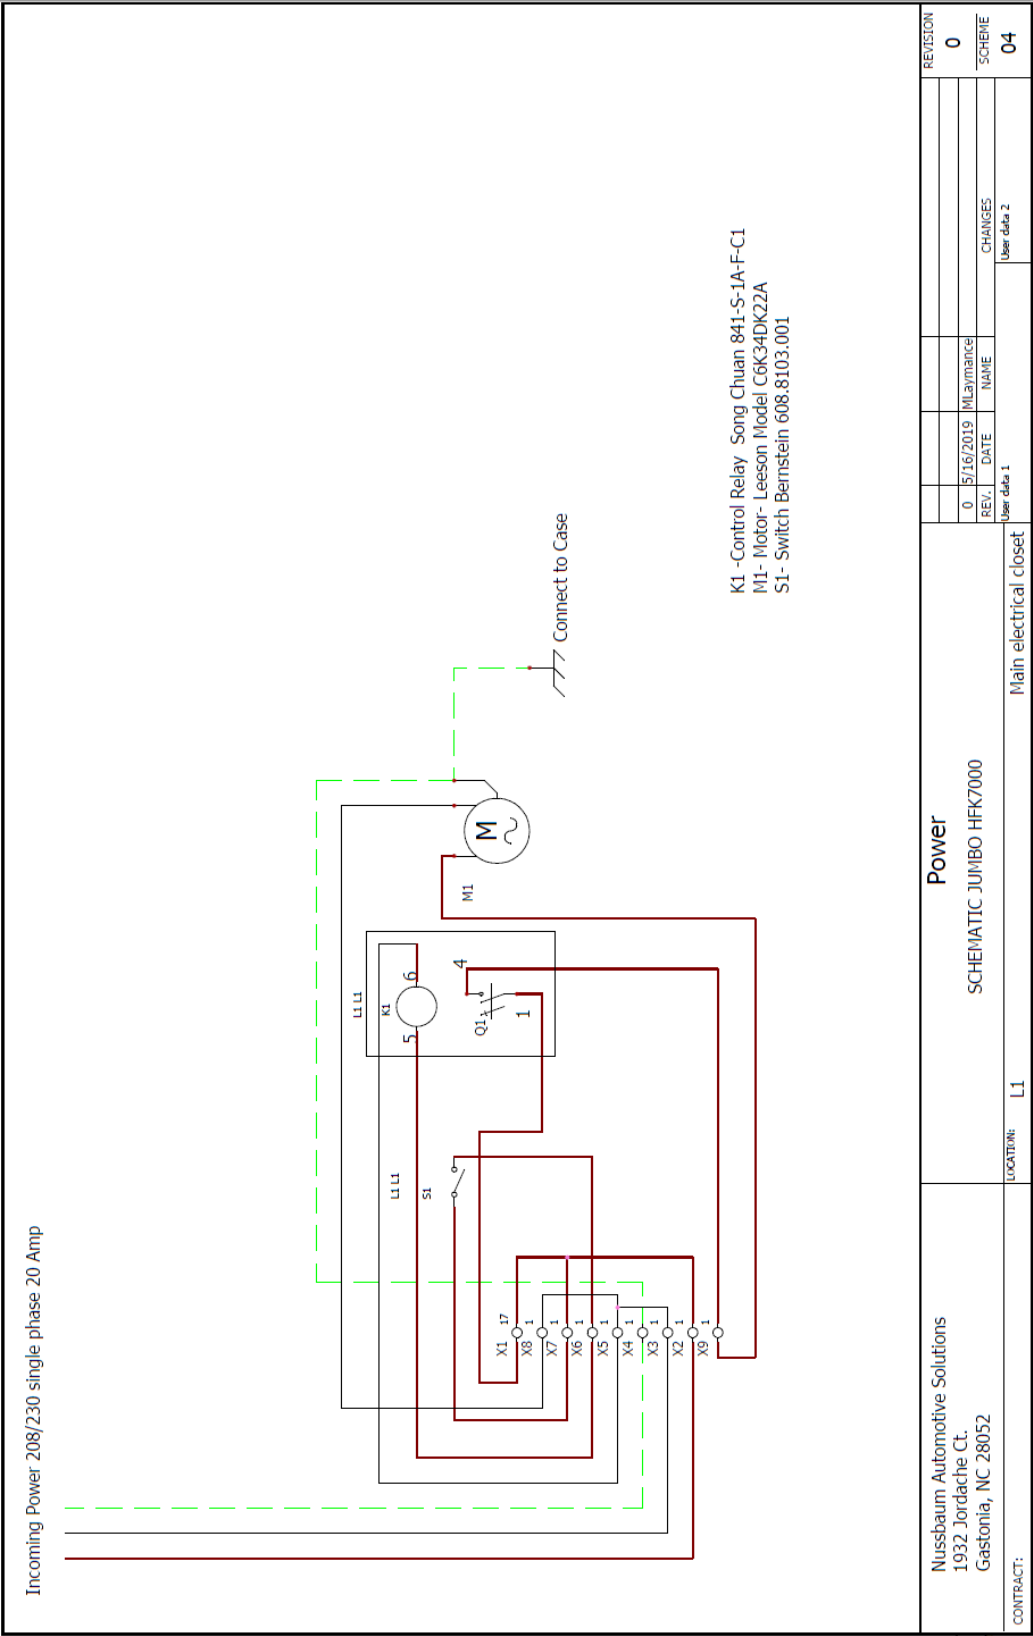 Incoming Power 208/230 single phase 20 Amp
L1 L1
K1
5
6
Q1
1
4
M1
M
Connect to Case
L1 L1
S1
X1
17
X8
1
X7
1
X6
1
X5
1
X4
1
X3
1
X2
1
X9
1
K1 -Control Relay Song Chuan 841-S-1A-F-C1
M1- Motor- Leeson Model C6K34DK22A
S1- Switch Bernstein 608.8103.001
Nussbaum Automotive Solutions
1932 Jordache Ct.
Gastonia, NC 28052
CONTRACT:
Power
SCHEMATIC JUMBO HFK7000
LOCATION:
L1
Main electrical closet
0
5/16/2019
MLaymance
REV.
DATE
NAME
CHANGES
User data 1
User data 2
REVISION
0
SCHEME
04